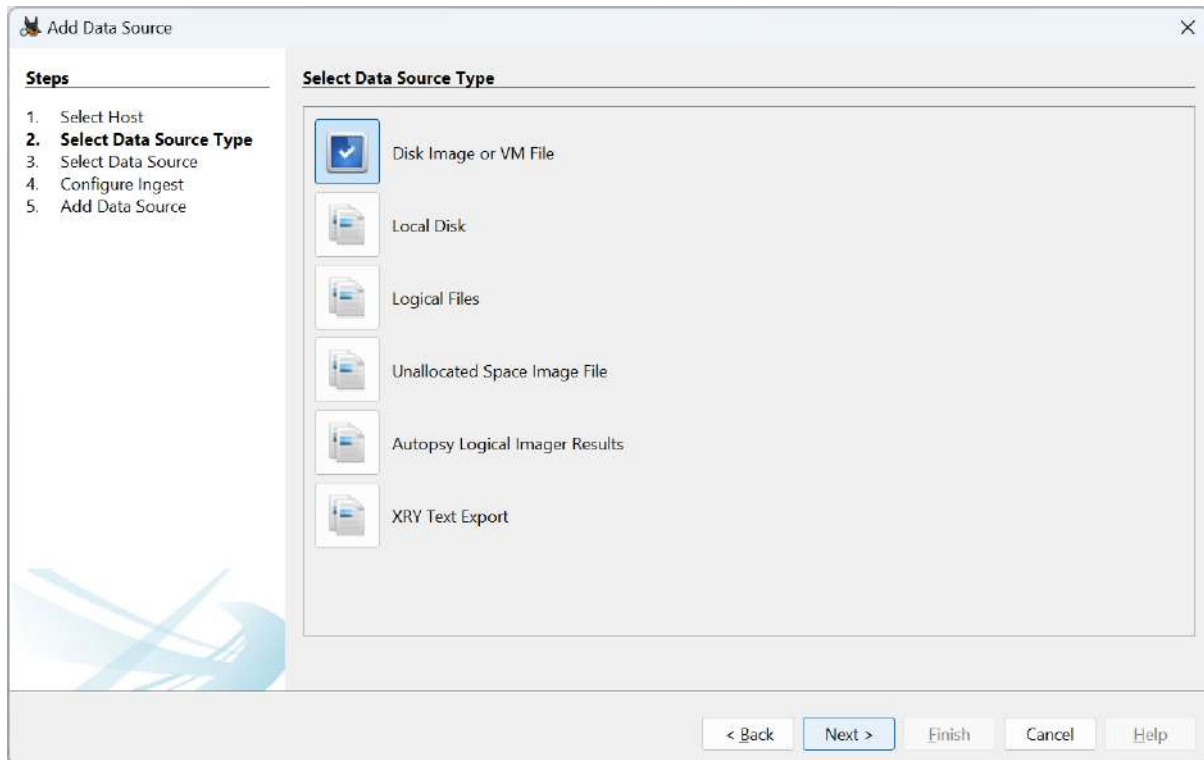 Add Data Source
Steps
1. Select Host
2. Select Data Source Type
3. Select Data Source
4. Configure Ingest
5. Add Data Source
Select Data Source Type
Disk Image or VM File
Local Disk
Logical Files
Unallocated Space Image File
Autopsy Logical Imager Results
XRY Text Export
< Back Next > Finish Cancel Help